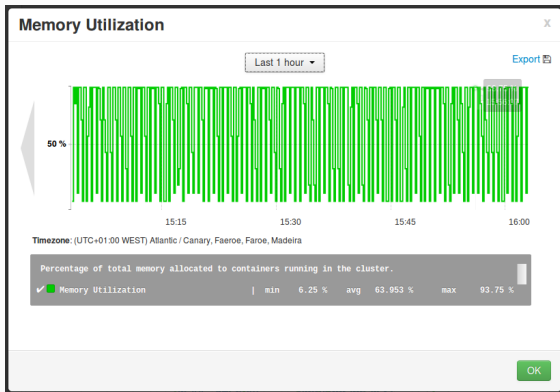 Memory Utilization
x
Last 1 hour
Export
50 %
15:15 15:30 15:45 16:00
Timezone: (UTC+01:00 WEST) Atlantic / Canary, Faeroe, Faroe, Madeira
Percentage of total memory allocated to containers running in the cluster.
Memory Utilization | min 6.25 % avg 63.953 % max 93.75 %
OK